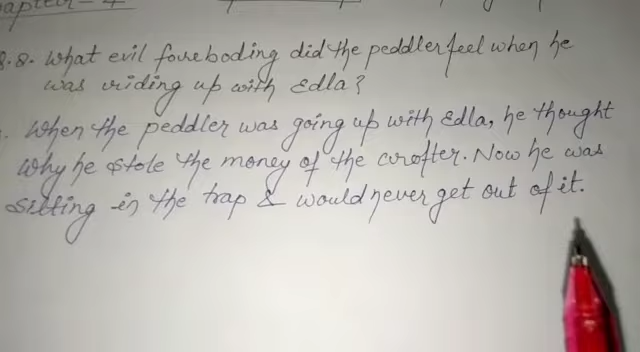 Q.8. What evil foreboding did the peddler feel when he
was riding up with Edla?
When the peddler was going up with Edla, he thought
why he stole the money of the crofter. Now he was
sitting in the trap & would never get out of it.